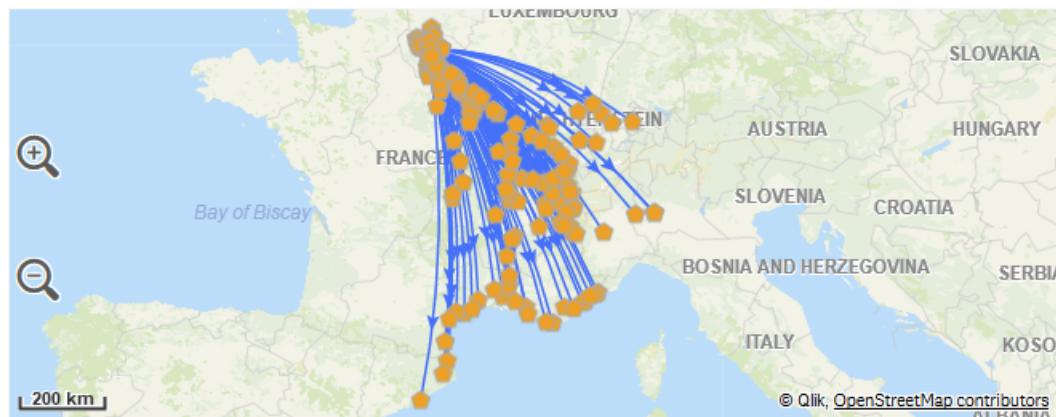 LUXEMBOURG
SLOVAKIA
AUSTRIA
HUNGARY
FRANCE
SLOVENIA
CROATIA
Bay of Biscay
BOSNIA AND HERZEGOVINA
SERBIA
ITALY
KOSO
200 km
© Qlik, OpenStreetMap contributors